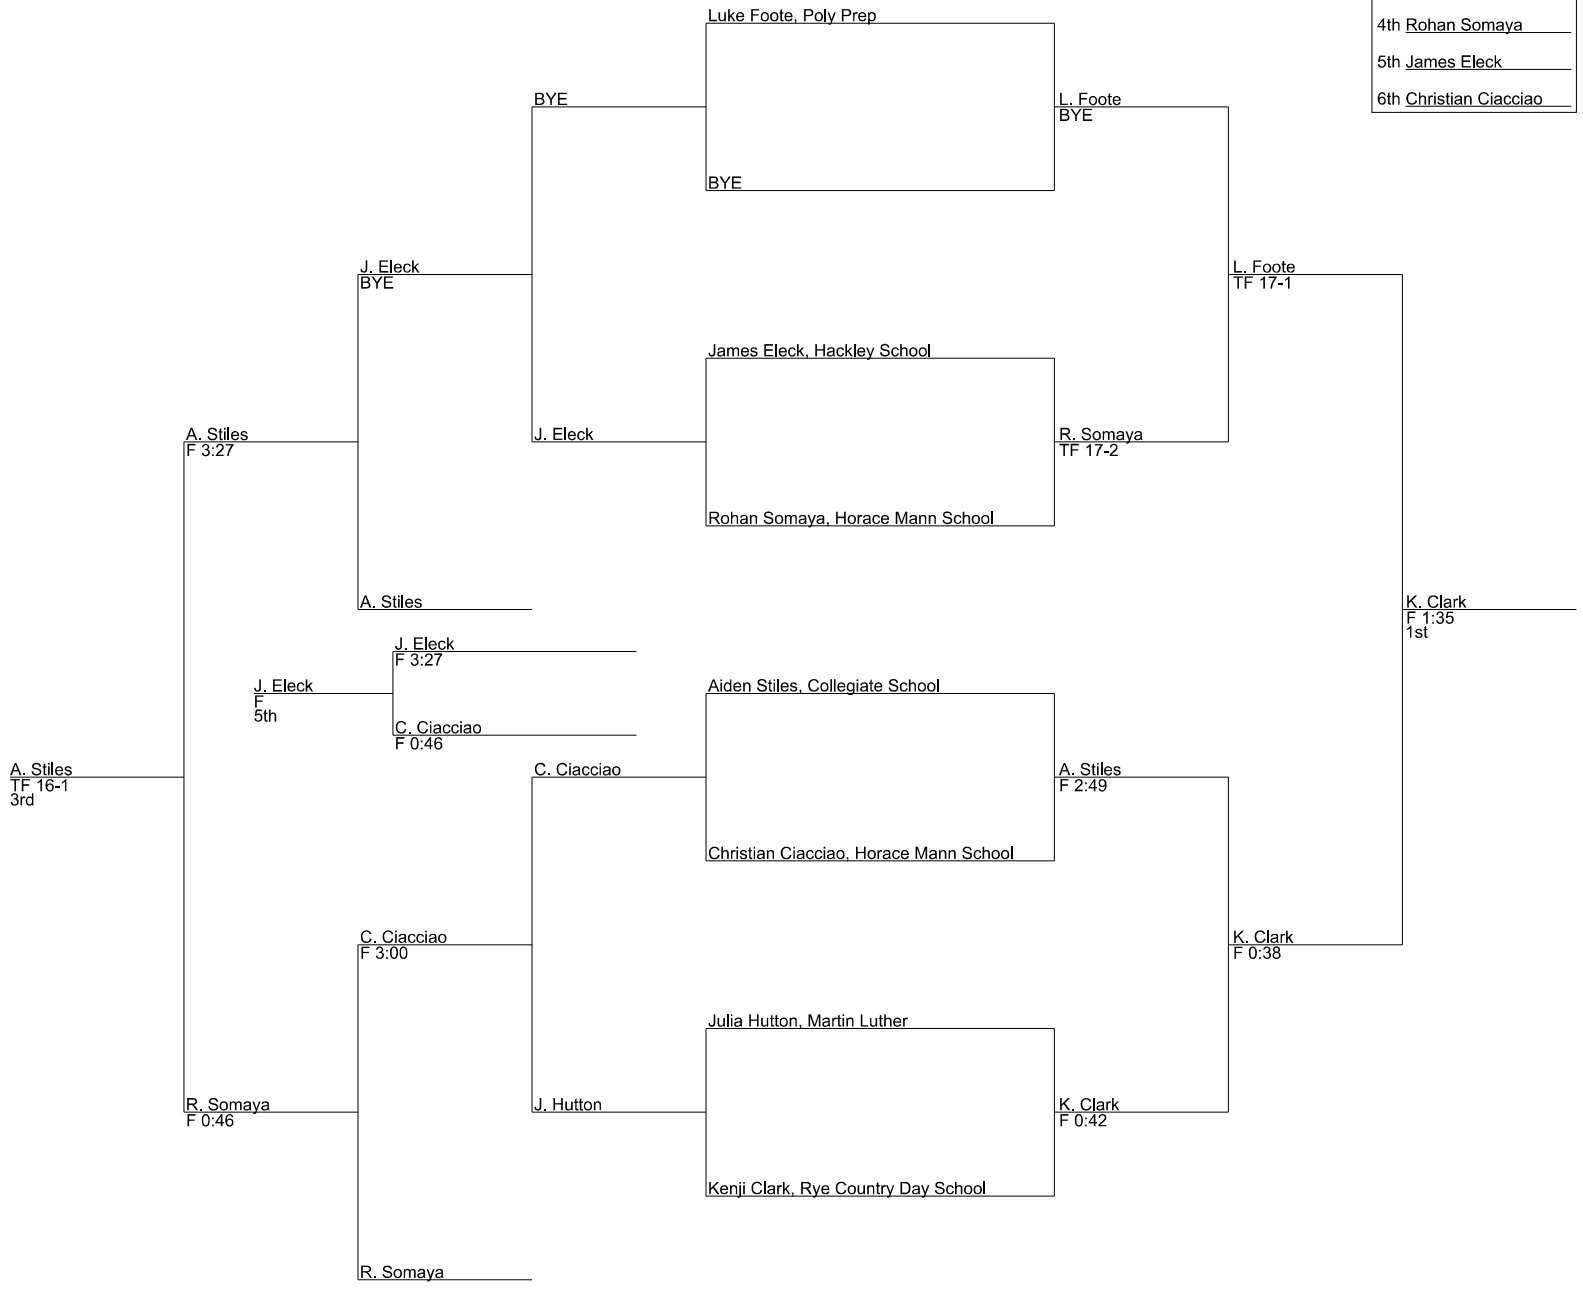 Luke Foote, Poly Prep
4th Rohan Somaya
5th James Eleck
6th Christian Ciacciao
BYE
L. Foote
BYE
BYE
J. Eleck
BYE
L. Foote
TF 17-1
James Eleck, Hackley School
A. Stiles
F 3:27
J. Eleck
R. Somaya
TF 17-2
Rohan Somaya, Horace Mann School
A. Stiles
K. Clark
F 1:35
1st
J. Eleck
F 3:27
J. Eleck
F
5th
Aiden Stiles, Collegiate School
C. Ciacciao
F 0:46
A. Stiles
TF 16-1
3rd
C. Ciacciao
A. Stiles
F 2:49
Christian Ciacciao, Horace Mann School
C. Ciacciao
F 3:00
K. Clark
F 0:38
Julia Hutton, Martin Luther
R. Somaya
F 0:46
J. Hutton
K. Clark
F 0:42
Kenji Clark, Rye Country Day School
R. Somaya